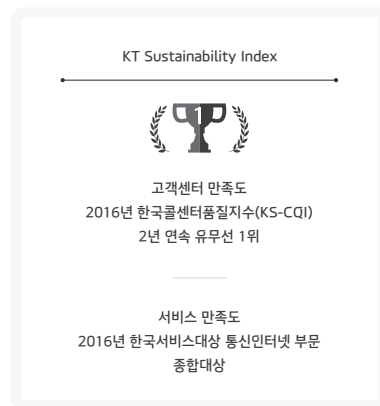 KT Sustainability Index
1
고객센터 만족도
2016년 한국콜센터품질지수(KS-CQI)
2년 연속 유무선 1위
서비스 만족도
2016년 한국서비스대상 통신인터넷 부문
종합대상